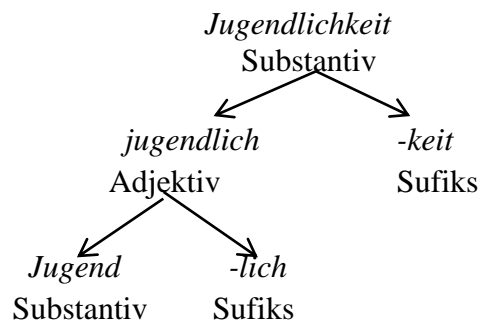 Jugendlichkeit
Substantiv
jugendlich -keit
Adjektiv Sufiks
Jugend -lich
Substantiv Sufiks